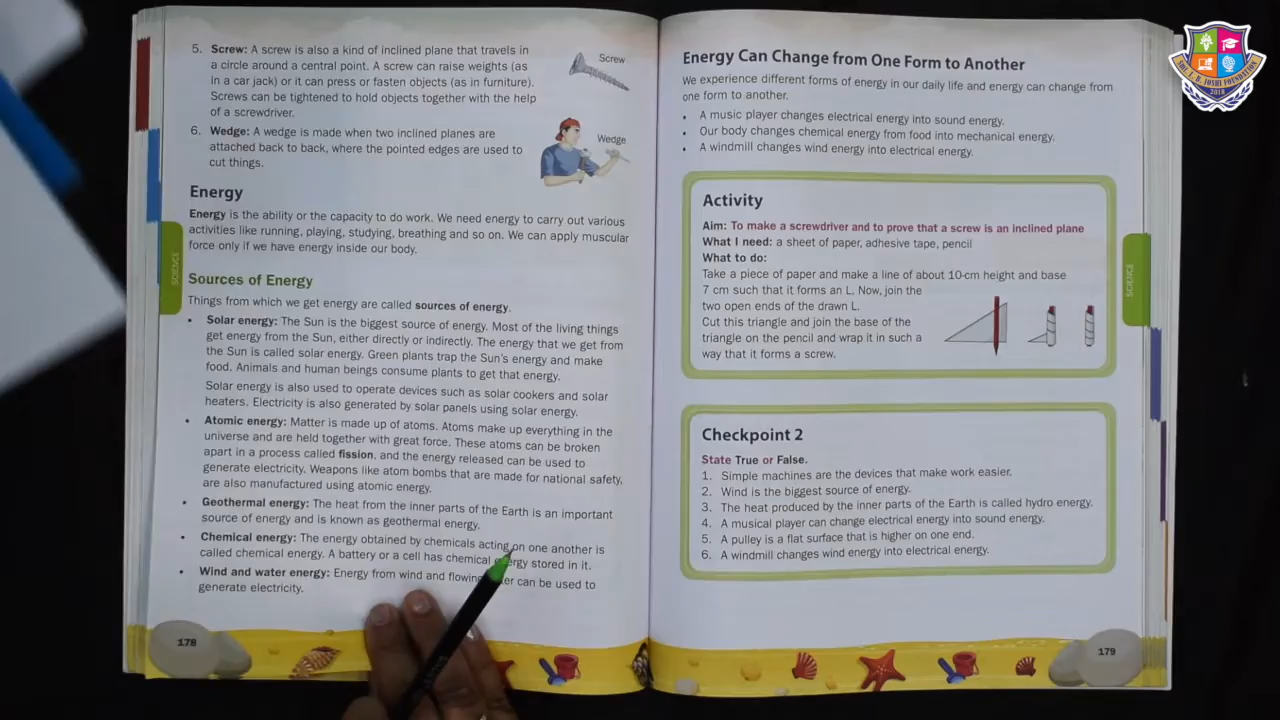 5. Screw: A screw is also a kind of inclined plane that travels in
a circle around a central point. A screw can raise weights (as
in a car jack) or it can press or fasten objects (as in furniture).
Screws can be tightened to hold objects together with the help
of a screwdriver.
Screw
6. Wedge: A wedge is made when two inclined planes are
attached back to back, where the pointed edges are used to
cut things.
Wedge
Energy
Energy is the ability or the capacity to do work. We need energy to carry out various
activities like running, playing, studying, breathing and so on. We can apply muscular
force only if we have energy inside our body.
Sources of Energy
Things from which we get energy are called sources of energy.
• Solar energy: The Sun is the biggest source of energy. Most of the living things
get energy from the Sun, either directly or indirectly. The energy that we get from
the Sun is called solar energy. Green plants trap the Sun's energy and make
food. Animals and human beings consume plants to get that energy.
Solar energy is also used to operate devices such as solar cookers and solar
heaters. Electricity is also generated by solar panels using solar energy.
• Atomic energy: Matter is made up of atoms. Atoms make up everything in the
universe and are held together with great force. These atoms can be broken
apart in a process called fission, and the energy released can be used to
generate electricity. Weapons like atom bombs that are made for national safety,
are also manufactured using atomic energy.
• Geothermal energy: The heat from the inner parts of the Earth is an important
source of energy and is known as geothermal energy.
• Chemical energy: The energy obtained by chemicals acting on one another is
called chemical energy. A battery or a cell has chemical energy stored in it.
• Wind and water energy: Energy from wind and flowing can be used to
generate electricity.
SCIENCE
178
Energy Can Change from One Form to Another
We experience different forms of energy in our daily life and energy can change from
one form to another.
• A music player changes electrical energy into sound energy.
• Our body changes chemical energy from food into mechanical energy.
• A windmill changes wind energy into electrical energy.
Activity
Aim: To make a screwdriver and to prove that a screw is an inclined plane
What I need: a sheet of paper, adhesive tape, pencil
What to do:
Take a piece of paper and make a line of about 10-cm height and base
7 cm such that it forms an L. Now, join the
two open ends of the drawn L.
Cut this triangle and join the base of the
triangle on the pencil and wrap it in such a
way that it forms a screw.
Checkpoint 2
State True or False.
1. Simple machines are the devices that make work easier.
2. Wind is the biggest source of energy.
3. The heat produced by the inner parts of the Earth is called hydro energy.
4. A musical player can change electrical energy into sound energy.
5. A pulley is a flat surface that is higher on one end.
6. A windmill changes wind energy into electrical energy.
SCIENCE
179
SHU. L. B. JOSHI FOUNDATION
2018